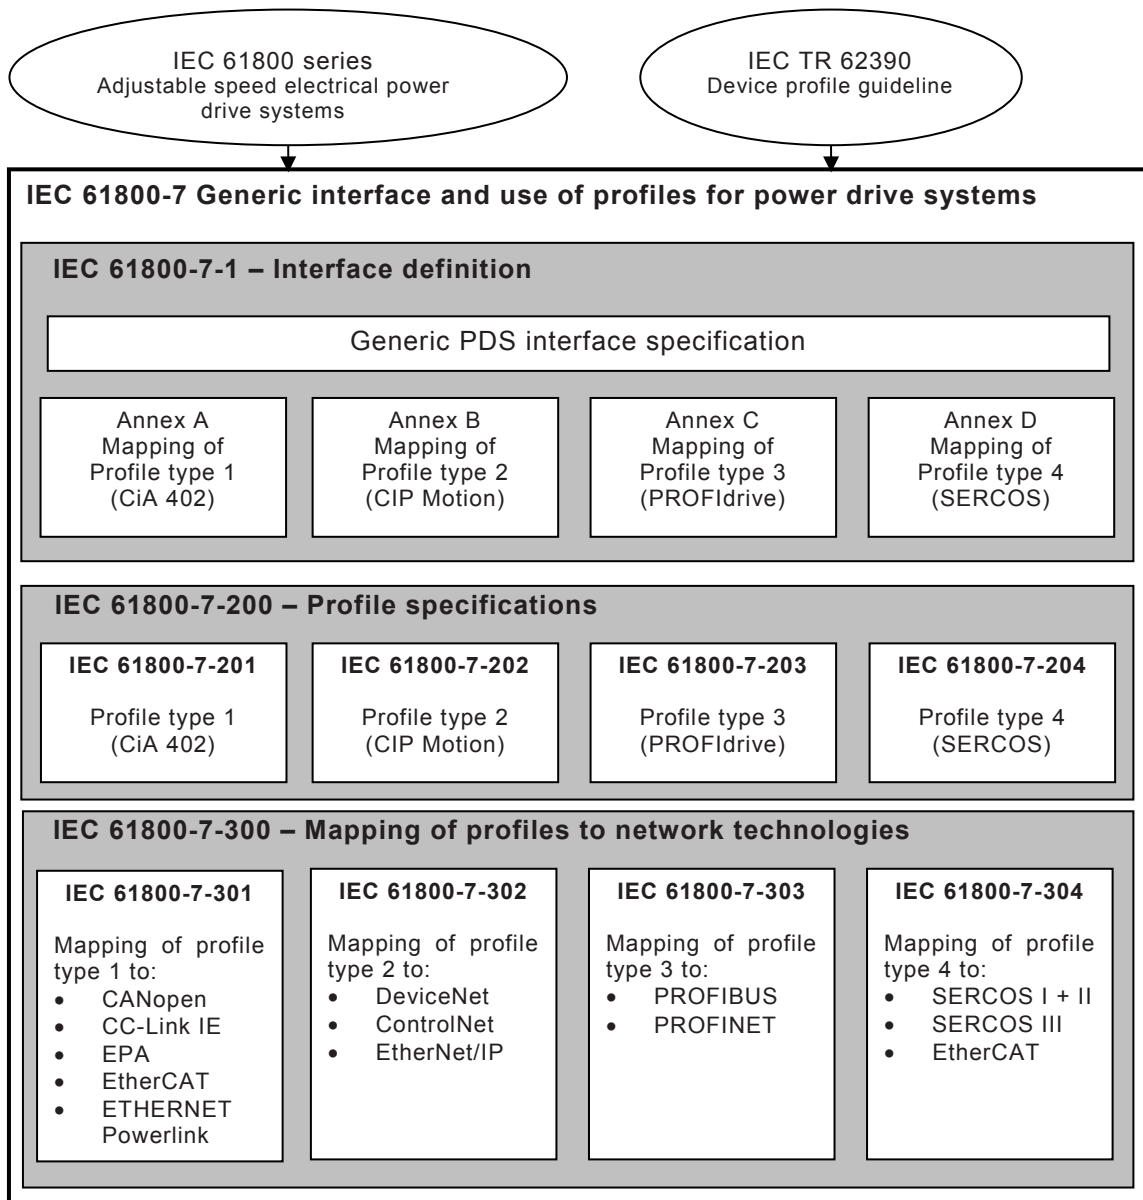 IEC 61800 series
Adjustable speed electrical power
drive systems
IEC TR 62390
Device profile guideline
IEC 61800-7 Generic interface and use of profiles for power drive systems
IEC 61800-7-1 – Interface definition
Generic PDS interface specification
Annex A
Mapping of
Profile type 1
(CiA 402)
Annex B
Mapping of
Profile type 2
(CIP Motion)
Annex C
Mapping of
Profile type 3
(PROFIdrive)
Annex D
Mapping of
Profile type 4
(SERCOS)
IEC 61800-7-200 – Profile specifications
IEC 61800-7-201
Profile type 1
(CiA 402)
IEC 61800-7-202
Profile type 2
(CIP Motion)
IEC 61800-7-203
Profile type 3
(PROFIdrive)
IEC 61800-7-204
Profile type 4
(SERCOS)
IEC 61800-7-300 – Mapping of profiles to network technologies
IEC 61800-7-301
Mapping of profile
type 1 to:
• CANopen
• CC-Link IE
• EPA
• EtherCAT
• ETHERNET
Powerlink
IEC 61800-7-302
Mapping of profile
type 2 to:
• DeviceNet
• ControlNet
• EtherNet/IP
IEC 61800-7-303
Mapping of profile
type 3 to:
• PROFIBUS
• PROFINET
IEC 61800-7-304
Mapping of profile
type 4 to:
• SERCOS I + II
• SERCOS III
• EtherCAT